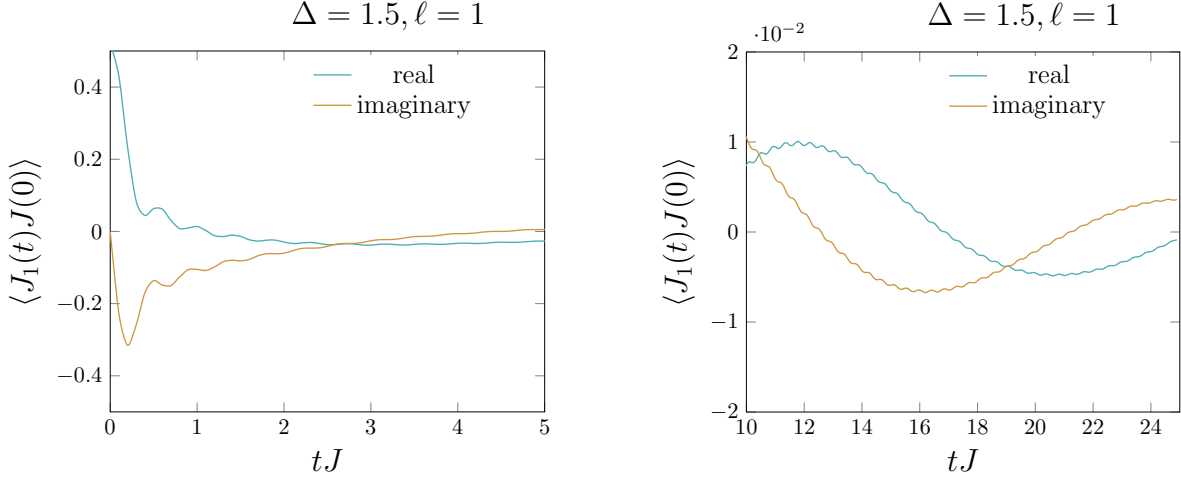 Δ = 1.5, ℓ = 1
0.4
0.2
0
−0.2
−0.4
0 1 2 3 4 5
tJ
⟨J₁(t)J(0)⟩
real
imaginary
Δ = 1.5, ℓ = 1
·10⁻²
2
1
0
−1
−2
10 12 14 16 18 20 22 24
tJ
⟨J₁(t)J(0)⟩
real
imaginary